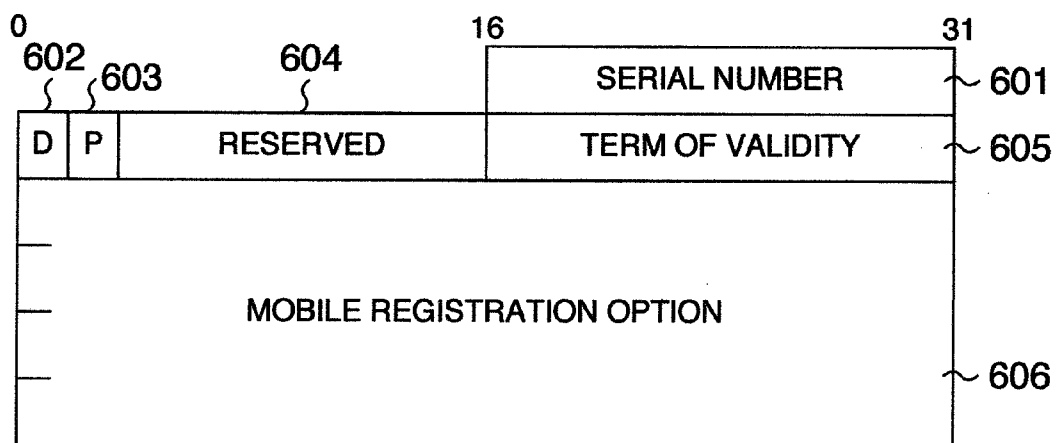 0 16 31
602 603 604
SERIAL NUMBER 601
D P RESERVED TERM OF VALIDITY 605
MOBILE REGISTRATION OPTION
606